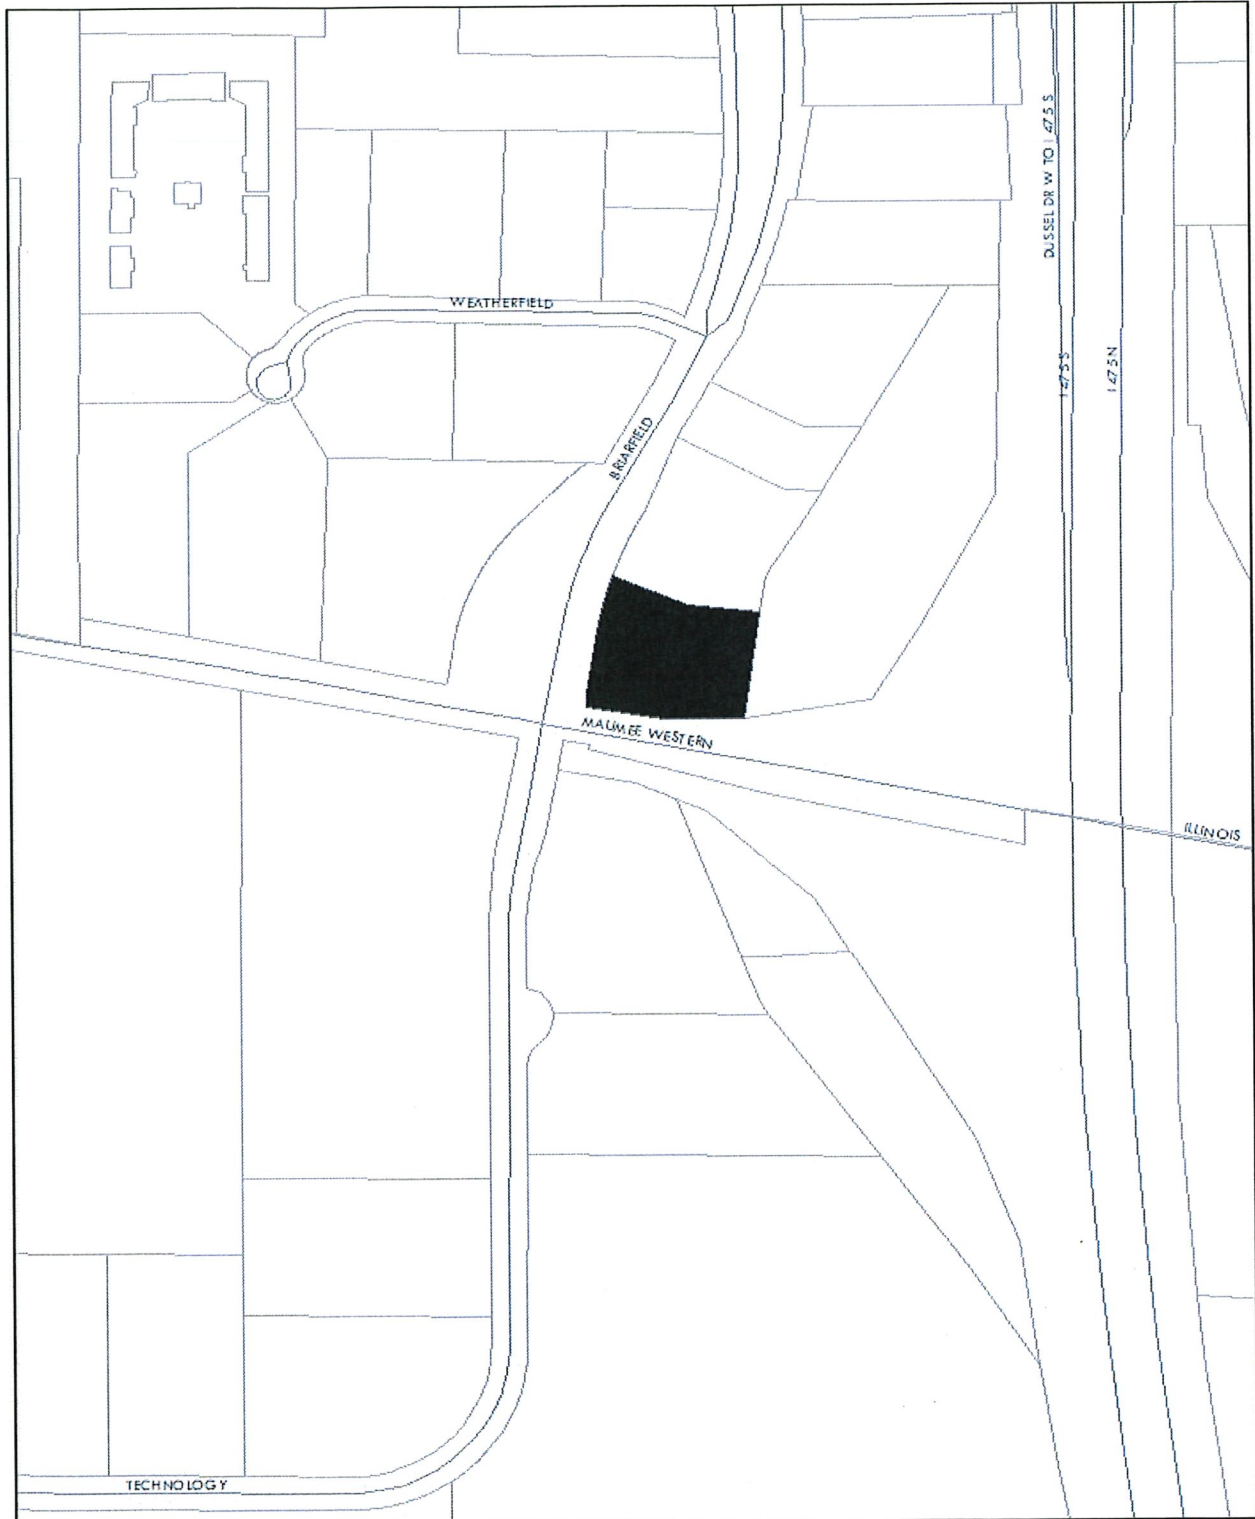 DUSSEL DR W TO I 475 S
WEATHERFIELD
I 475 S
I 475 N
BRIARFIELD
MAUMEE WESTERN
ILLINOIS
TECHNOLOGY